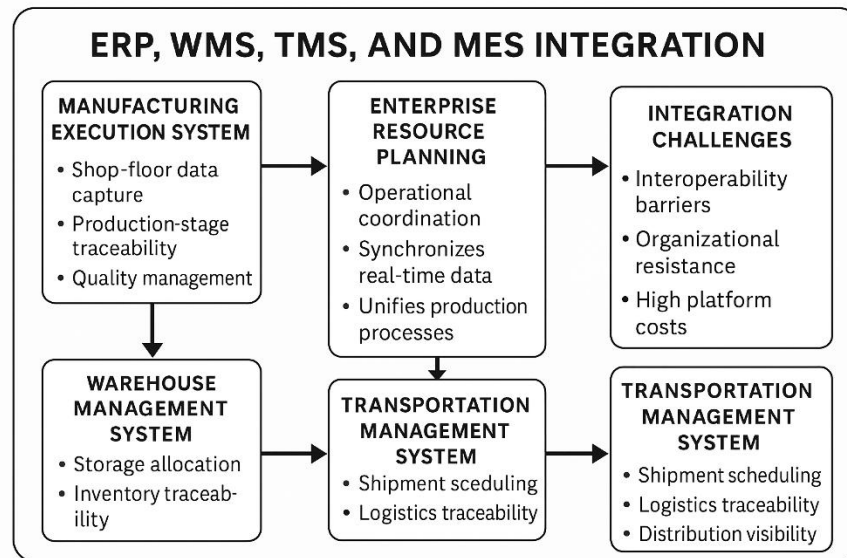 ERP, WMS, TMS, AND MES INTEGRATION
MANUFACTURING
EXECUTION SYSTEM
• Shop-floor data
capture
• Production-stage
traceability
• Quality management
ENTERPRISE
RESOURCE
PLANNING
• Operational
coordination
• Synchronizes
real-time data
• Unifies production
processes
INTEGRATION
CHALLENGES
• Interoperability
barriers
• Organizational
resistance
• High platform
costs
WAREHOUSE
MANAGEMENT
SYSTEM
• Storage allocation
• Inventory traceab-
ility
TRANSPORTATION
MANAGEMENT
SYSTEM
• Shipment sceduling
• Logistics traceability
TRANSPORTATION
MANAGEMENT
SYSTEM
• Shipment scheduling
• Logistics traceability
• Distribution visibility